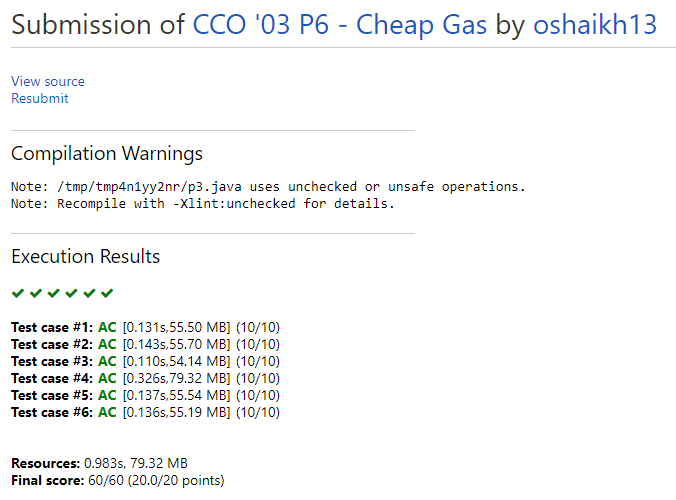 Submission of CCO '03 P6 - Cheap Gas by oshaikh13
View source
Resubmit
Compilation Warnings
Note: /tmp/tmp4n1yy2nr/p3.java uses unchecked or unsafe operations.
Note: Recompile with -Xlint:unchecked for details.
Execution Results
✔ ✔ ✔ ✔ ✔ ✔
Test case #1: AC [0.131s,55.50 MB] (10/10)
Test case #2: AC [0.143s,55.70 MB] (10/10)
Test case #3: AC [0.110s,54.14 MB] (10/10)
Test case #4: AC [0.326s,79.32 MB] (10/10)
Test case #5: AC [0.137s,55.54 MB] (10/10)
Test case #6: AC [0.136s,55.19 MB] (10/10)
Resources: 0.983s, 79.32 MB
Final score: 60/60 (20.0/20 points)